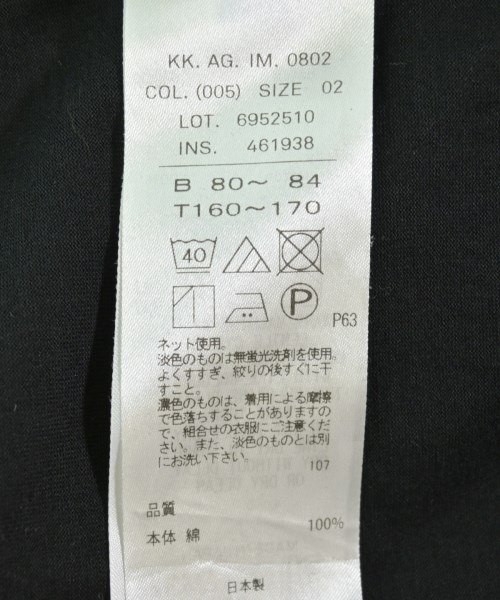 KK. AG. IM. 0802
COL. (005) SIZE 02
LOT. 6952510
INS. 461938
B 80～ 84
T160～170
40
P
P63
ネット使用。
淡色のものは無蛍光洗剤を使用。
よくすすぎ、絞りの後すぐに干
すこと。
濃色のものは、着用による摩擦
で色落ちすることがありますの
で、組合せの衣服にご注意くだ
さい。また、淡色のものとは別
にお洗い下さい。
107
品質
本体 綿 100%
日本製